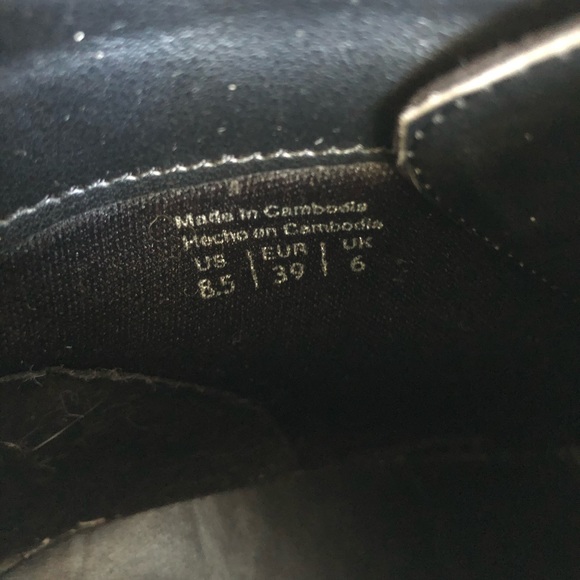 Made in Cambodia
Hecho en Cambodia
US | EUR | UK
8.5 | 39 | 6